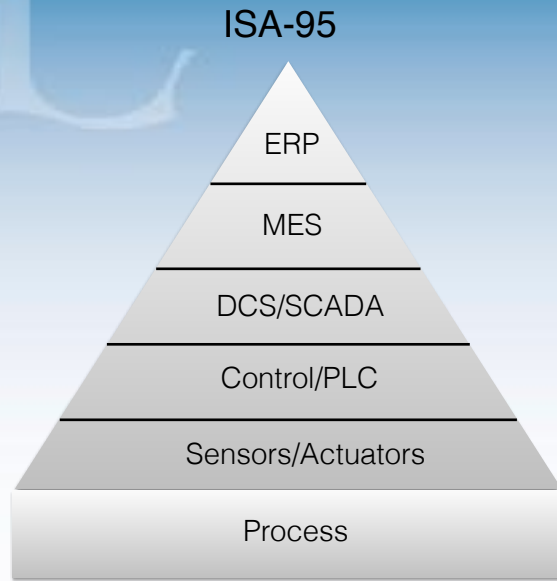 ISA-95
ERP
MES
DCS/SCADA
Control/PLC
Sensors/Actuators
Process